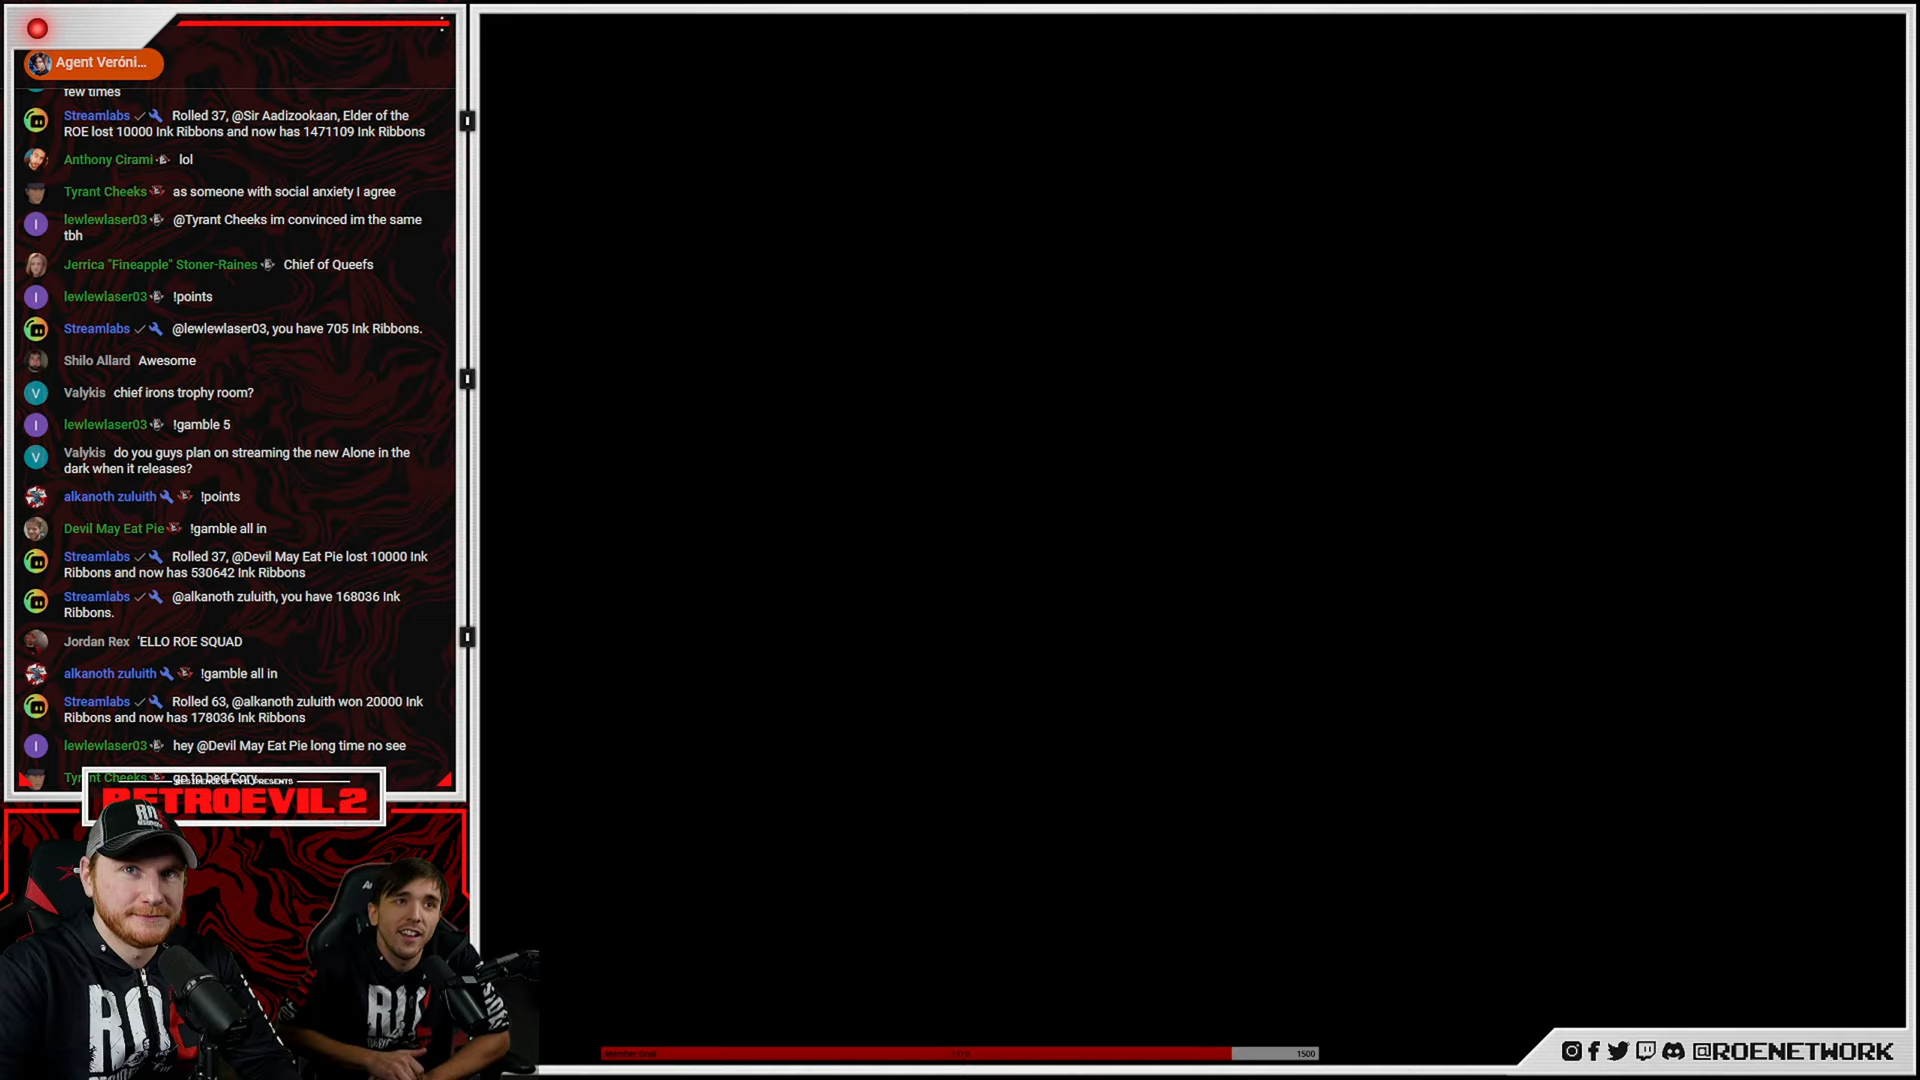 Agent Veróni...
few times
Streamlabs Rolled 37, @Sir Aadizookaan, Elder of the
ROE lost 10000 Ink Ribbons and now has 1471109 Ink Ribbons
Anthony Cirami lol
Tyrant Cheeks as someone with social anxiety I agree
lewlewlaser03 @Tyrant Cheeks im convinced im the same
tbh
Jerrica "Fineapple" Stoner-Raines Chief of Queefs
lewlewlaser03 !points
Streamlabs @lewlewlaser03, you have 705 Ink Ribbons.
Shilo Allard Awesome
Valykis chief irons trophy room?
lewlewlaser03 !gamble 5
Valykis do you guys plan on streaming the new Alone in the
dark when it releases?
alkanoth zuluith !points
Devil May Eat Pie !gamble all in
Streamlabs Rolled 37, @Devil May Eat Pie lost 10000 Ink
Ribbons and now has 530642 Ink Ribbons
Streamlabs @alkanoth zuluith, you have 168036 Ink
Ribbons.
Jordan Rex 'ELLO ROE SQUAD
alkanoth zuluith !gamble all in
Streamlabs Rolled 63, @alkanoth zuluith won 20000 Ink
Ribbons and now has 178036 Ink Ribbons
lewlewlaser03 hey @Devil May Eat Pie long time no see
Tyrant Cheeks go to bed Cory
RESIDENCE OF EVIL PRESENTS
RETROEVIL 2
Member Goal
1500
@ROENETWORK